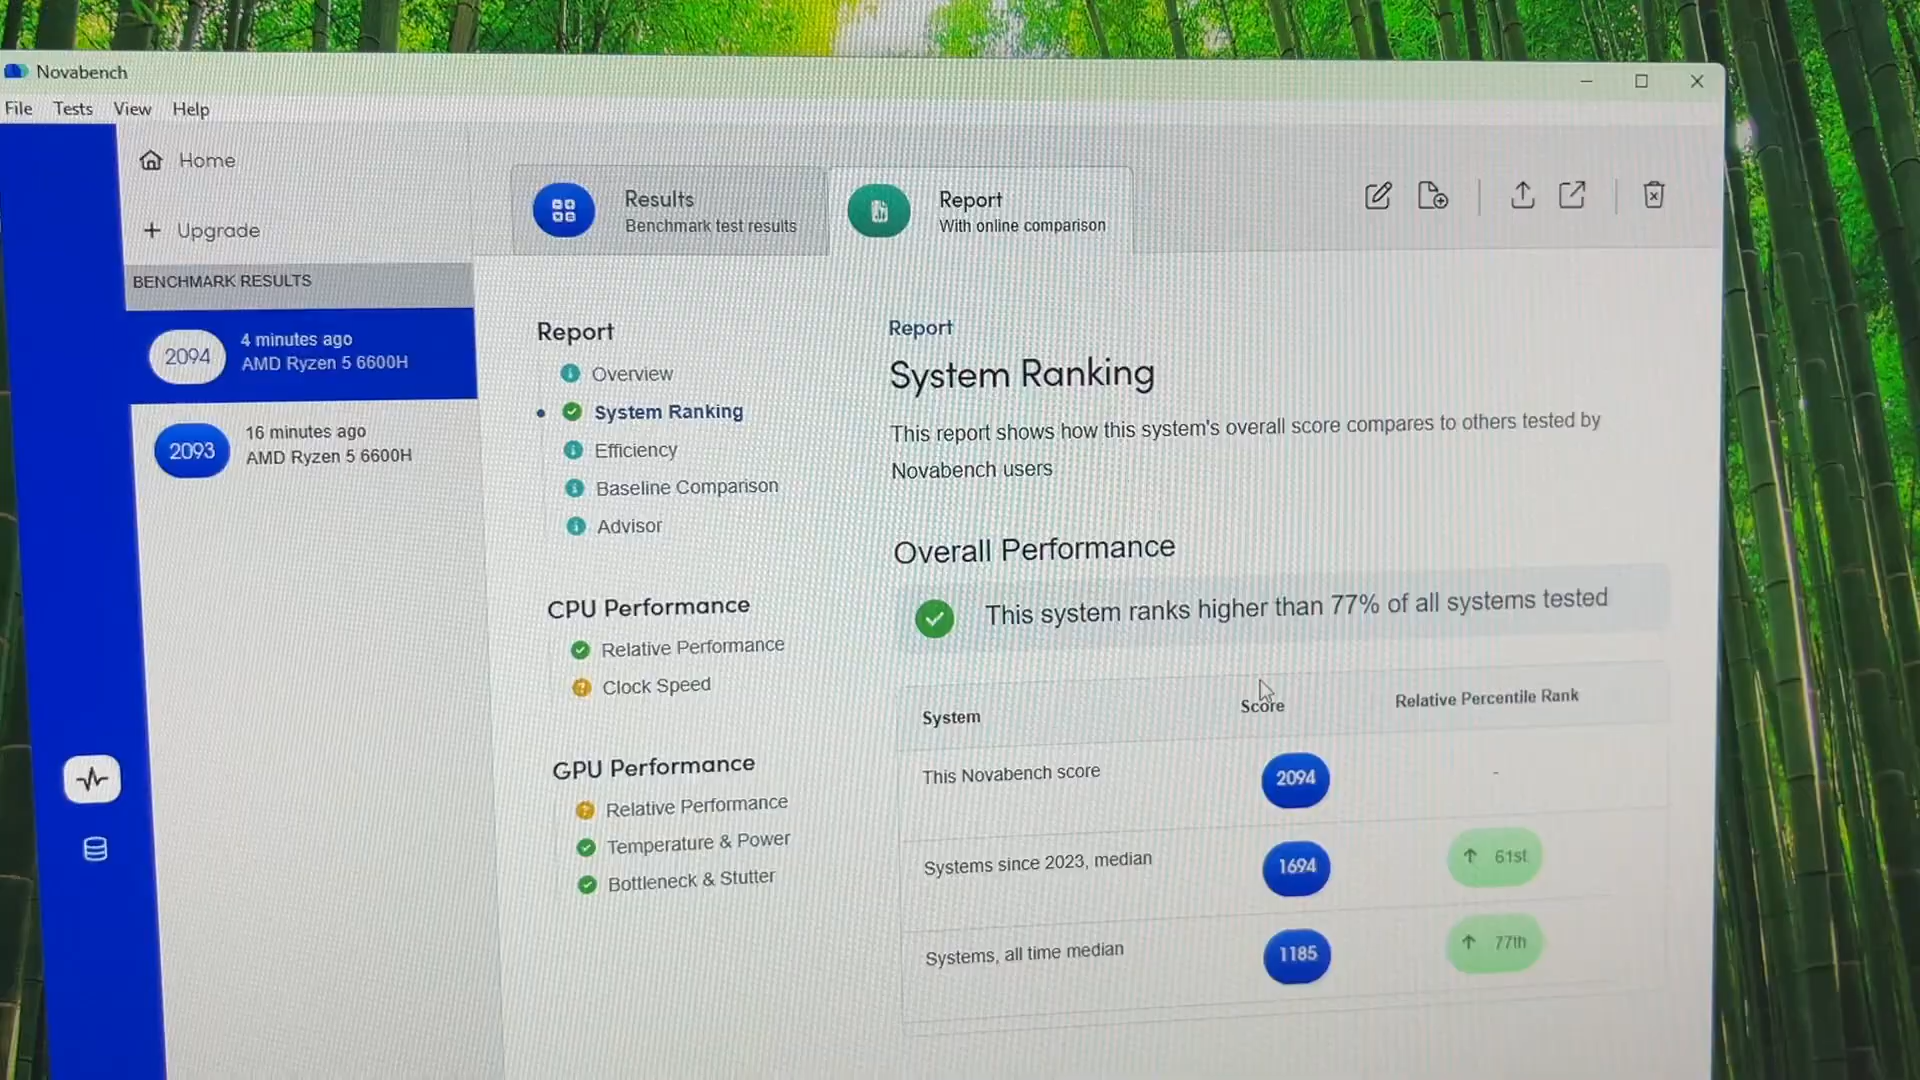 Novabench
File Tests View Help
Home
Upgrade
BENCHMARK RESULTS
2094
4 minutes ago
AMD Ryzen 5 6600H
2093
16 minutes ago
AMD Ryzen 5 6600H
Results
Benchmark test results
Report
With online comparison
Report
Overview
System Ranking
Efficiency
Baseline Comparison
Advisor
CPU Performance
Relative Performance
Clock Speed
GPU Performance
Relative Performance
Temperature & Power
Bottleneck & Stutter
Report
System Ranking
This report shows how this system's overall score compares to others tested by
Novabench users
Overall Performance
This system ranks higher than 77% of all systems tested
System Score Relative Percentile Rank
This Novabench score 2094 -
Systems since 2023, median 1694 ↑ 61st
Systems, all time median 1185 ↑ 77th